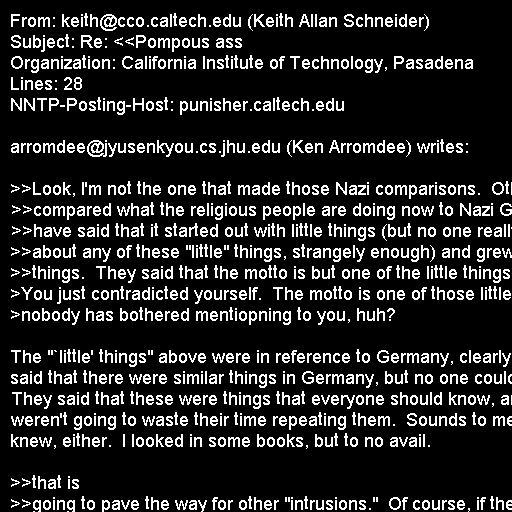 From: keith@cco.caltech.edu (Keith Allan Schneider)
Subject: Re: <<Pompous ass
Organization: California Institute of Technology, Pasadena
Lines: 28
NNTP-Posting-Host: punisher.caltech.edu

arromdee@jyusenkyou.cs.jhu.edu (Ken Arromdee) writes:

>>Look, I'm not the one that made those Nazi comparisons.
>>compared what the religious people are doing now to Nazi
>>have said that it started out with little things (but no one
>>about any of these "little" things, strangely enough) and grew
>>things.  They said that the motto is but one of the little things
>You just contradicted yourself.  The motto is one of those little
>nobody has bothered mentiopning to you, huh?

The "`little' things" above were in reference to Germany, clearly
said that there were similar things in Germany, but no one
They said that these were things that everyone should know,
weren't going to waste their time repeating them.  Sounds to
knew, either.  I looked in some books, but to no avail.

>>that is
>>going to pave the way for other "intrusions."  Of course, if